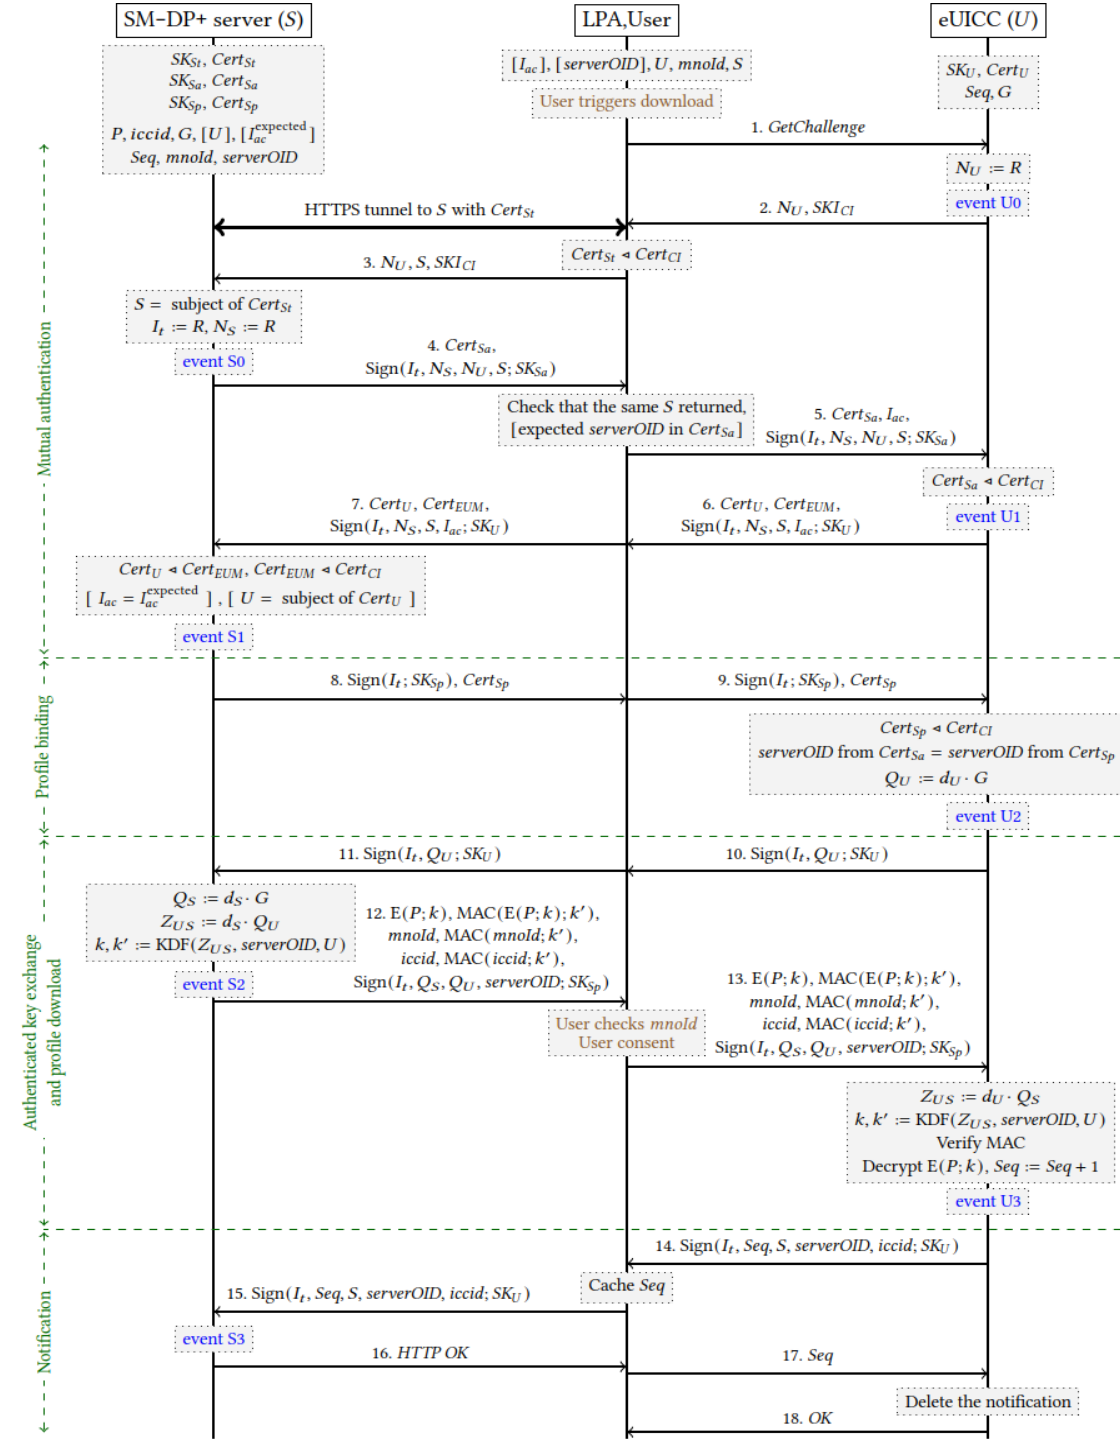 SM-DP+ server (S)
LPA,User
eUICC (U)
SK_St, Cert_St
SK_Sa, Cert_Sa
SK_Sp, Cert_Sp
P, iccid, G, [U], [I_ac^expected]
Seq, mnoId, serverOID
[I_ac], [serverOID], U, mnoId, S
User triggers download
SK_U, Cert_U
Seq, G
1. GetChallenge
N_U := R
event U0
HTTPS tunnel to S with Cert_St
2. N_U, SKI_CI
Cert_St ◂ Cert_CI
3. N_U, S, SKI_CI
S = subject of Cert_St
I_t := R, N_S := R
event S0
4. Cert_Sa,
Sign(I_t, N_S, N_U, S; SK_Sa)
Check that the same S returned,
[expected serverOID in Cert_Sa]
5. Cert_Sa, I_ac,
Sign(I_t, N_S, N_U, S; SK_Sa)
Cert_Sa ◂ Cert_CI
event U1
6. Cert_U, Cert_EUM,
Sign(I_t, N_S, S, I_ac; SK_U)
7. Cert_U, Cert_EUM,
Sign(I_t, N_S, S, I_ac; SK_U)
Cert_U ◂ Cert_EUM, Cert_EUM ◂ Cert_CI
[ I_ac = I_ac^expected ] , [ U = subject of Cert_U ]
event S1
Mutual authentication
8. Sign(I_t; SK_Sp), Cert_Sp
9. Sign(I_t; SK_Sp), Cert_Sp
Cert_Sp ◂ Cert_CI
serverOID from Cert_Sa = serverOID from Cert_Sp
Q_U := d_U · G
event U2
Profile binding
10. Sign(I_t, Q_U; SK_U)
11. Sign(I_t, Q_U; SK_U)
Q_S := d_S · G
Z_US := d_S · Q_U
k, k′ := KDF(Z_US, serverOID, U)
event S2
12. E(P; k), MAC(E(P; k); k′),
mnoId, MAC(mnoId; k′),
iccid, MAC(iccid; k′),
Sign(I_t, Q_S, Q_U, serverOID; SK_Sp)
User checks mnoId
User consent
13. E(P; k), MAC(E(P; k); k′),
mnoId, MAC(mnoId; k′),
iccid, MAC(iccid; k′),
Sign(I_t, Q_S, Q_U, serverOID; SK_Sp)
Z_US := d_U · Q_S
k, k′ := KDF(Z_US, serverOID, U)
Verify MAC
Decrypt E(P; k), Seq := Seq + 1
event U3
Authenticated key exchange
and profile download
14. Sign(I_t, Seq, S, serverOID, iccid; SK_U)
Cache Seq
15. Sign(I_t, Seq, S, serverOID, iccid; SK_U)
event S3
16. HTTP OK
17. Seq
Delete the notification
18. OK
Notification